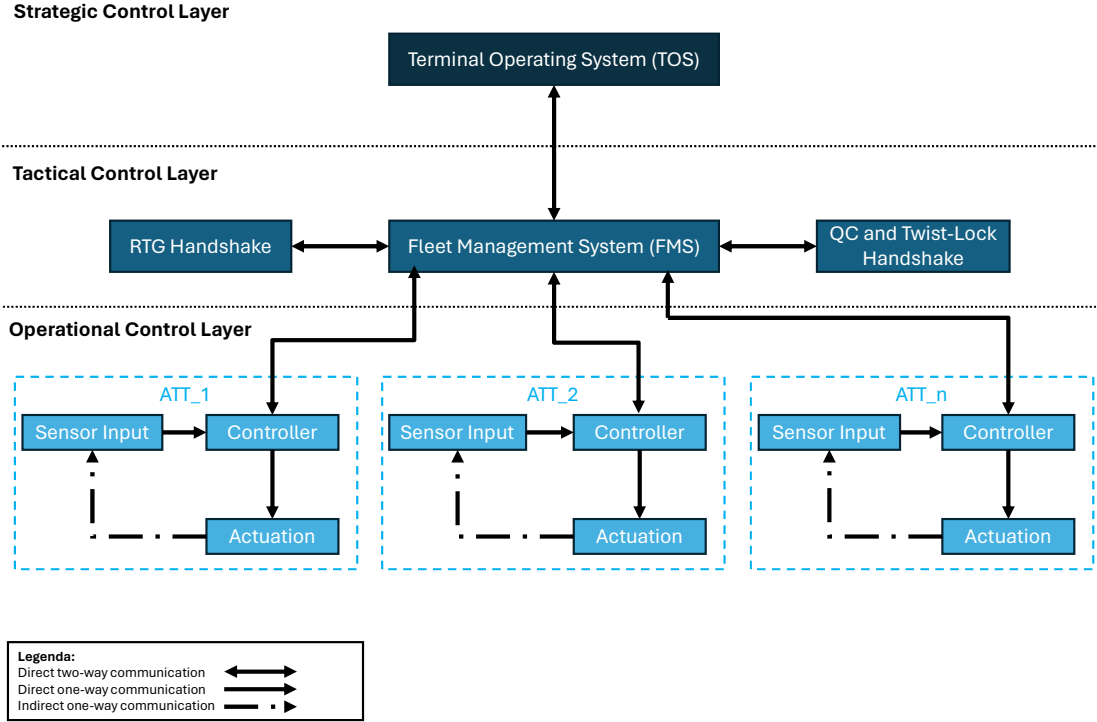 Strategic Control Layer
Terminal Operating System (TOS)
Tactical Control Layer
RTG Handshake
Fleet Management System (FMS)
QC and Twist-Lock
Handshake
Operational Control Layer
ATT_1
Sensor Input
Controller
Actuation
ATT_2
Sensor Input
Controller
Actuation
ATT_n
Sensor Input
Controller
Actuation
Legenda:
Direct two-way communication
Direct one-way communication
Indirect one-way communication